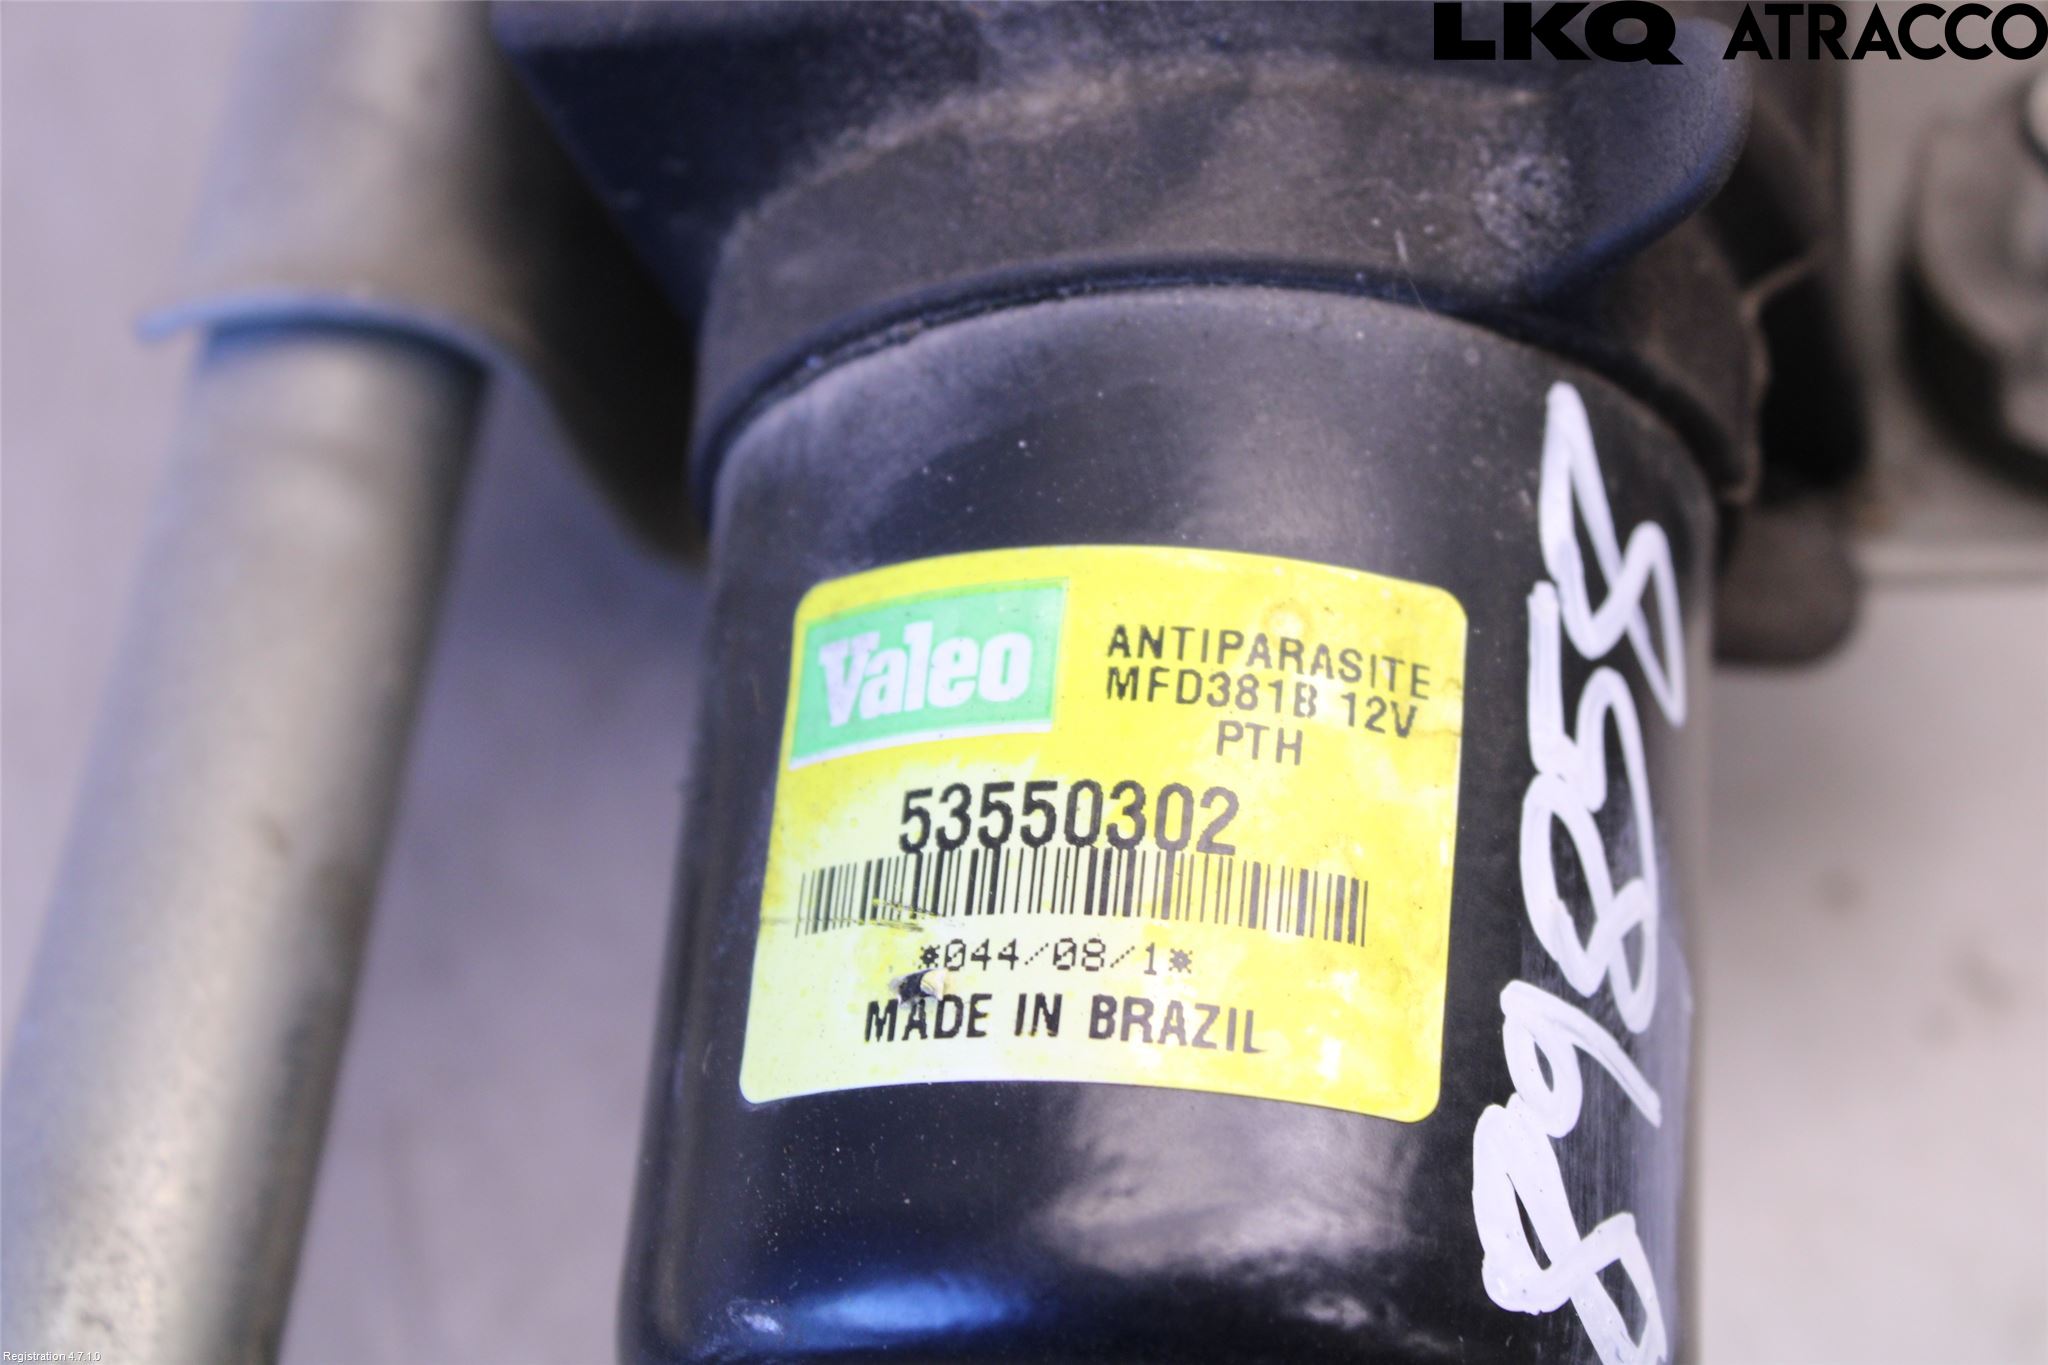 LKQ ATRACCO
Valeo
ANTIPARASITE
MFD381B 12V
PTH
53550302
*044/08/1*
MADE IN BRAZIL
89858
Registration 4.7.1.0